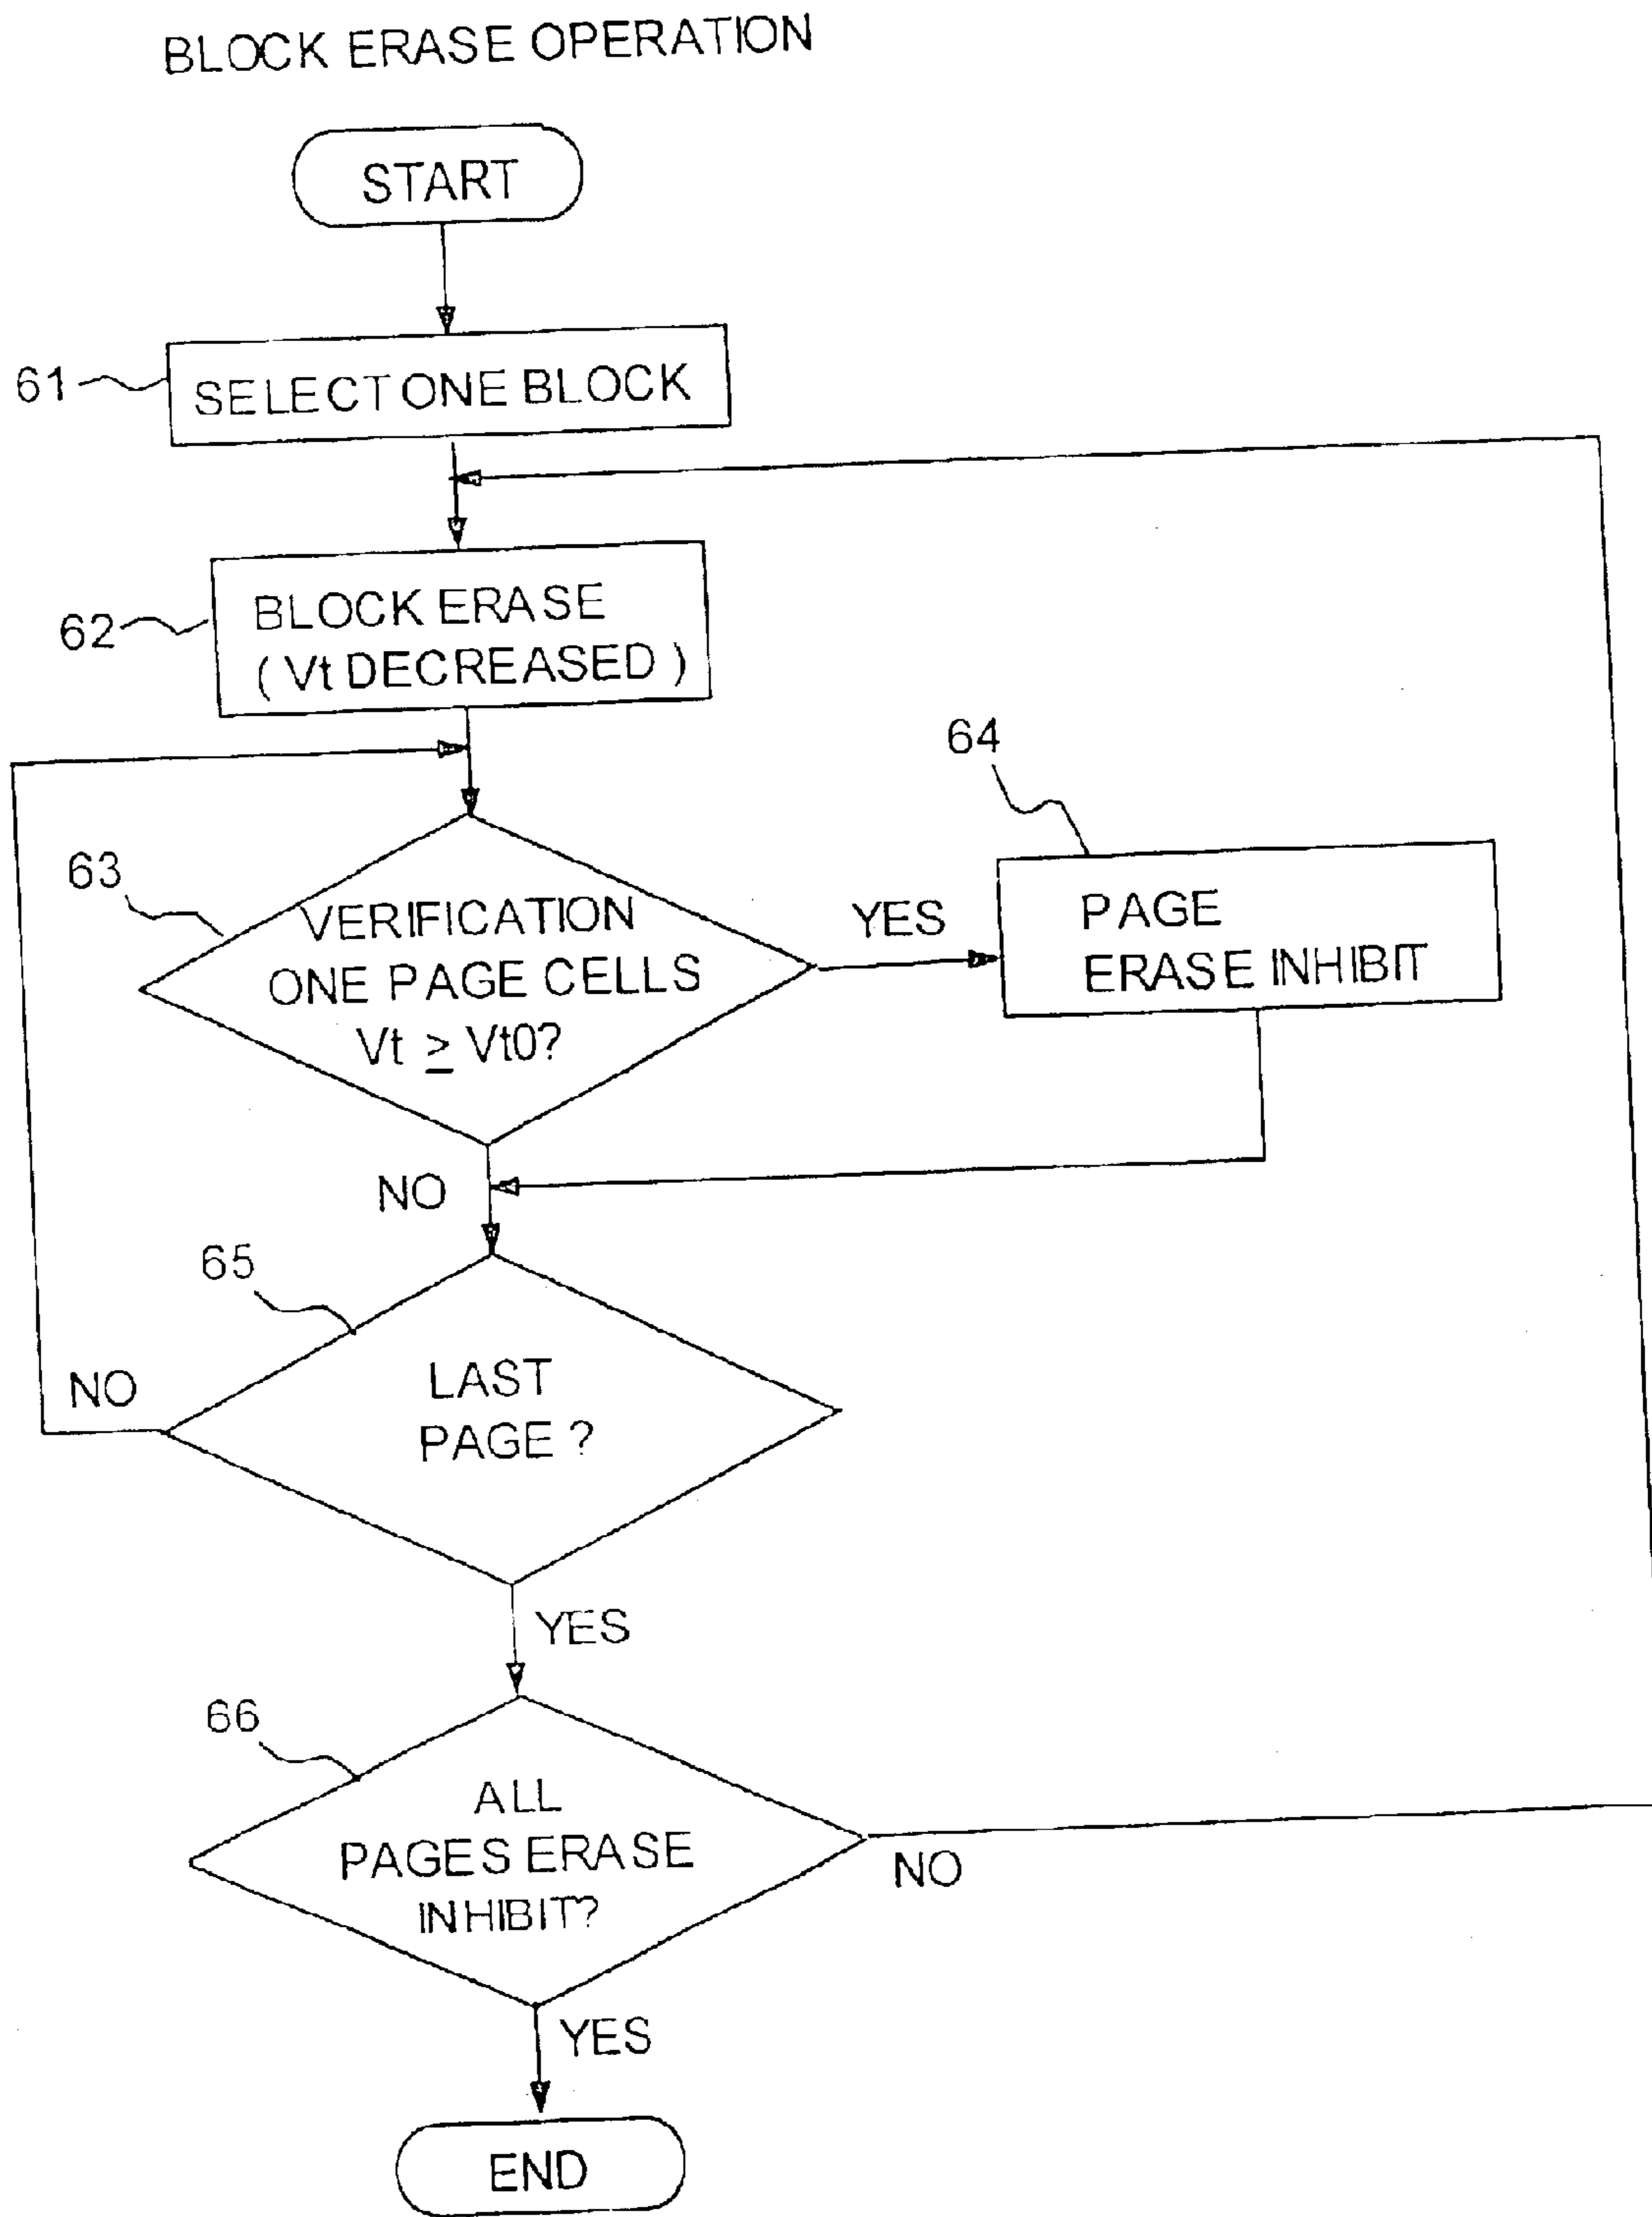 BLOCK ERASE OPERATION
START
61
SELECT ONE BLOCK
62
BLOCK ERASE
( Vt DECREASED )
63
VERIFICATION
ONE PAGE CELLS
Vt ≥ Vt0?
YES
64
PAGE
ERASE INHIBIT
NO
65
LAST
PAGE ?
NO
YES
66
ALL
PAGES ERASE
INHIBIT?
NO
YES
END